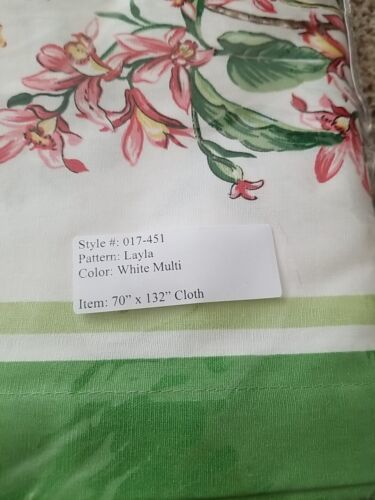 Style #: 017-451
Pattern: Layla
Color: White Multi
Item: 70” x 132” Cloth